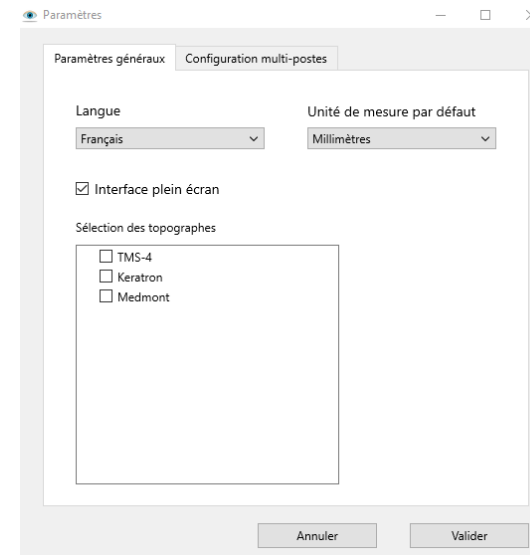 Paramètres
Paramètres généraux Configuration multi-postes
Langue Unité de mesure par défaut
Français Millimètres
Interface plein écran
Sélection des topographes
TMS-4
Keratron
Medmont
Annuler Valider